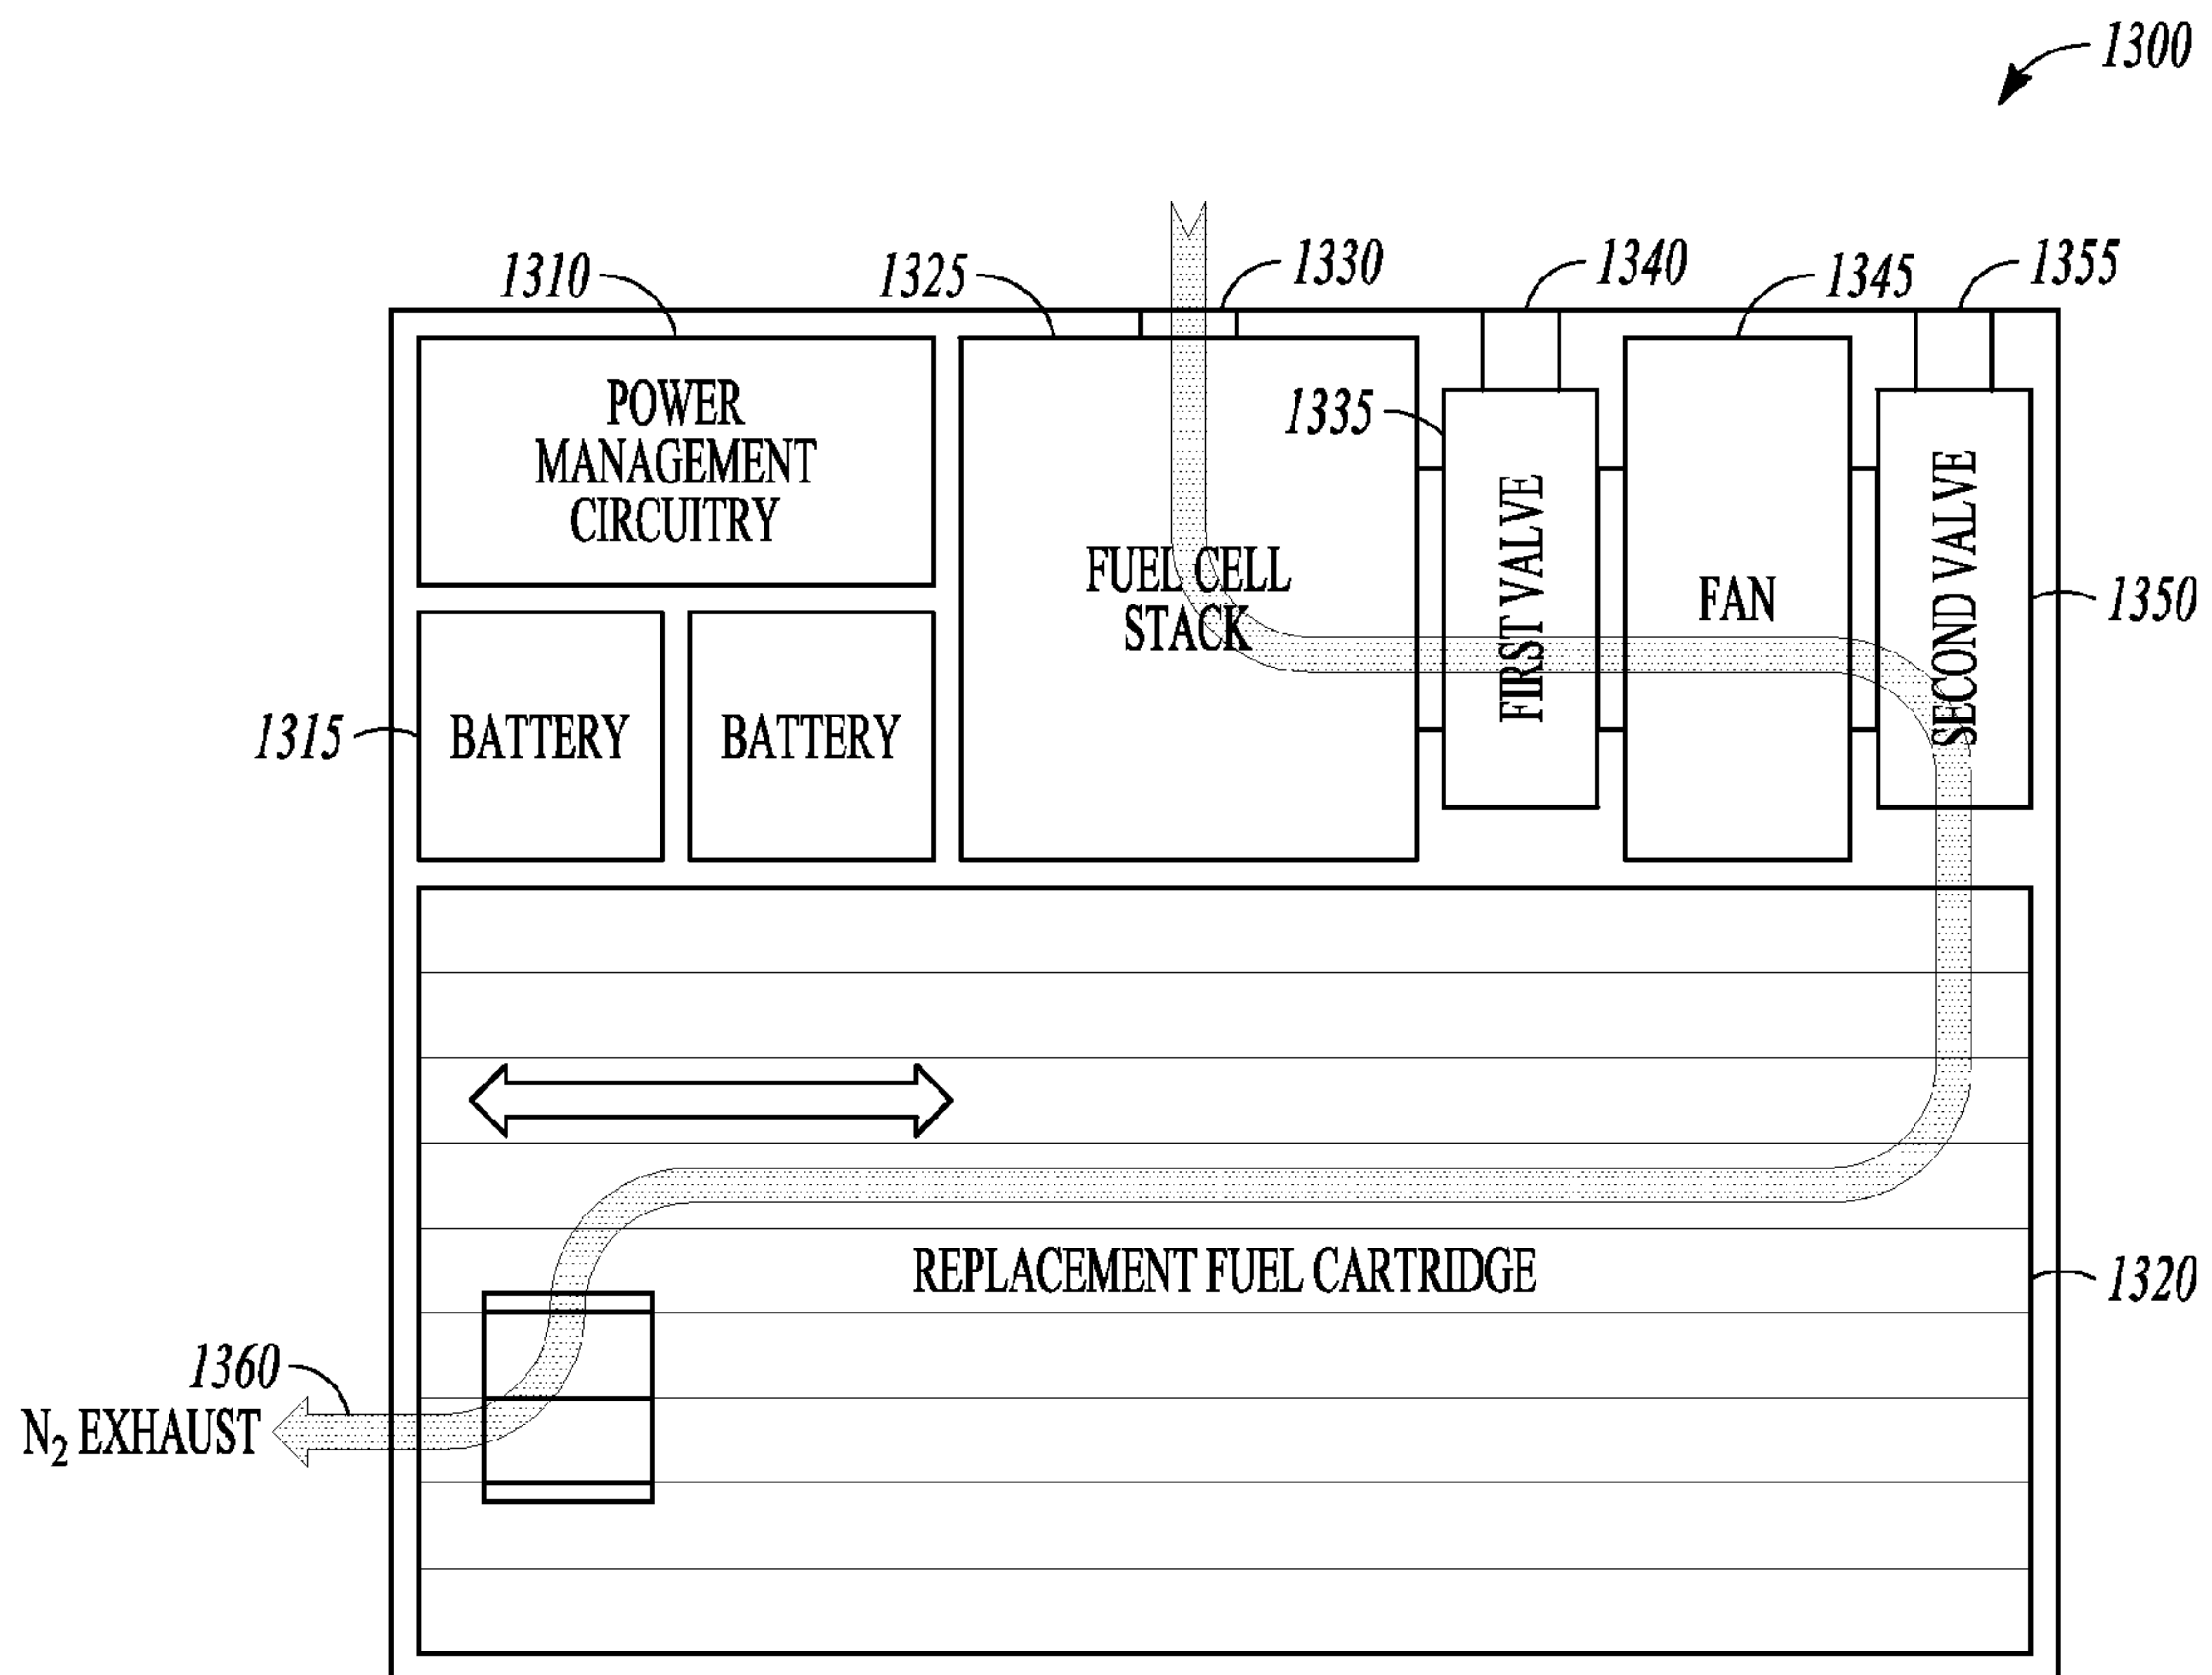 1300
1310
1325
1330
1340
1345
1355
POWER
MANAGEMENT
CIRCUITRY
1335
FUEL CELL
STACK
FIRST VALVE
FAN
SECOND VALVE
1350
1315
BATTERY
BATTERY
REPLACEMENT FUEL CARTRIDGE
1320
1360
N₂ EXHAUST